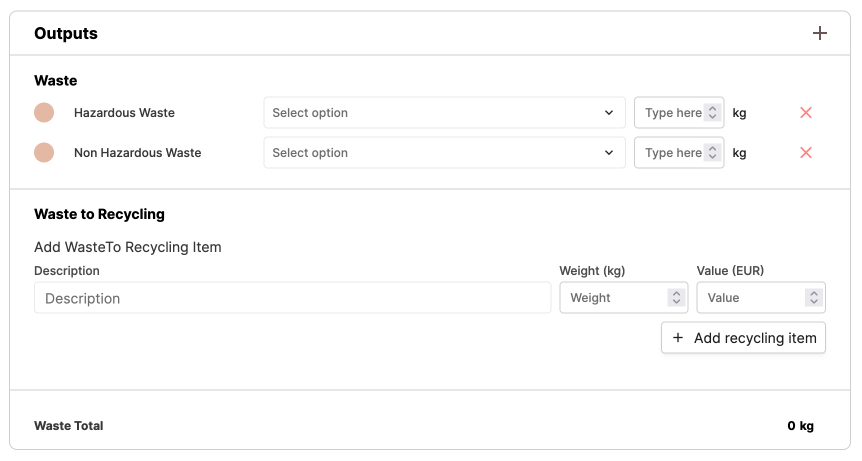 Outputs
Waste
Hazardous Waste Select option Type here kg
Non Hazardous Waste Select option Type here kg
Waste to Recycling
Add WasteTo Recycling Item
Description Weight (kg) Value (EUR)
Description Weight Value
Add recycling item
Waste Total 0 kg